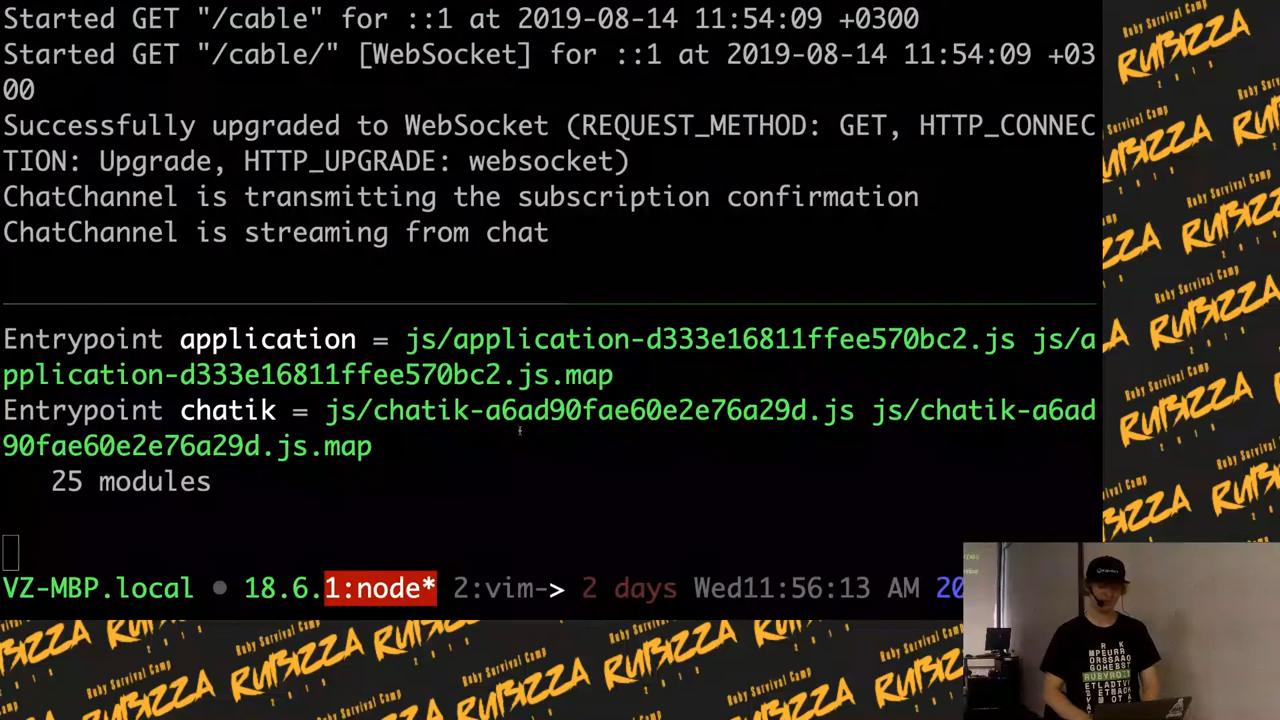 Started GET "/cable" for ::1 at 2019-08-14 11:54:09 +0300
Started GET "/cable/" [WebSocket] for ::1 at 2019-08-14 11:54:09 +03
00
Successfully upgraded to WebSocket (REQUEST_METHOD: GET, HTTP_CONNEC
TION: Upgrade, HTTP_UPGRADE: websocket)
ChatChannel is transmitting the subscription confirmation
ChatChannel is streaming from chat
Entrypoint application = js/application-d333e16811ffee570bc2.js js/a
pplication-d333e16811ffee570bc2.js.map
Entrypoint chatik = js/chatik-a6ad90fae60e2e76a29d.js js/chatik-a6ad
90fae60e2e76a29d.js.map
25 modules
VZ-MBP.local ● 18.6. 1:node* 2:vim-> 2 days Wed11:56:13 AM 20
Ruby Survival Camp
RUBIZZA
2019